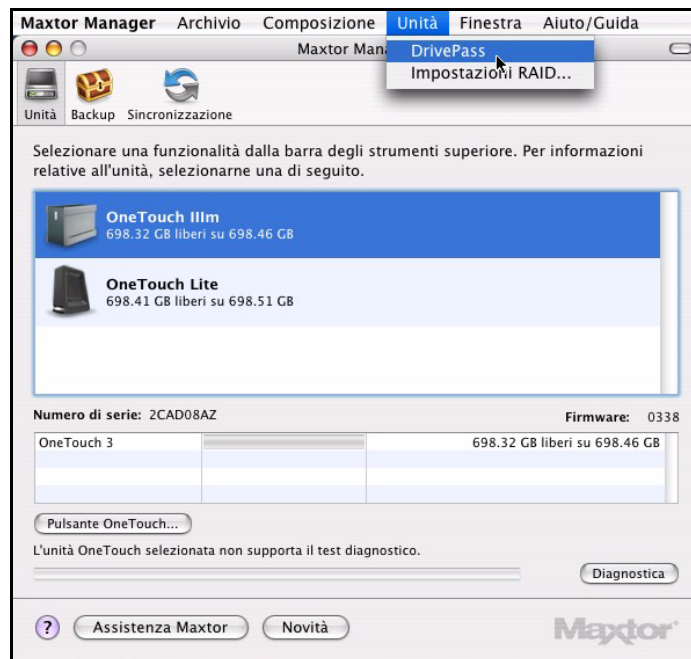 Maxtor Manager Archivio Composizione Unità Finestra Aiuto/Guida
Maxtor Man
DrivePass
Impostazioni RAID...
Unità Backup Sincronizzazione
Selezionare una funzionalità dalla barra degli strumenti superiore. Per informazioni
relative all'unità, selezionarne una di seguito.
OneTouch IIIm
698.32 GB liberi su 698.46 GB
OneTouch Lite
698.41 GB liberi su 698.51 GB
Numero di serie: 2CAD08AZ Firmware: 0338
OneTouch 3 698.32 GB liberi su 698.46 GB
Pulsante OneTouch...
L'unità OneTouch selezionata non supporta il test diagnostico.
Diagnostica
? Assistenza Maxtor Novità Maxtor